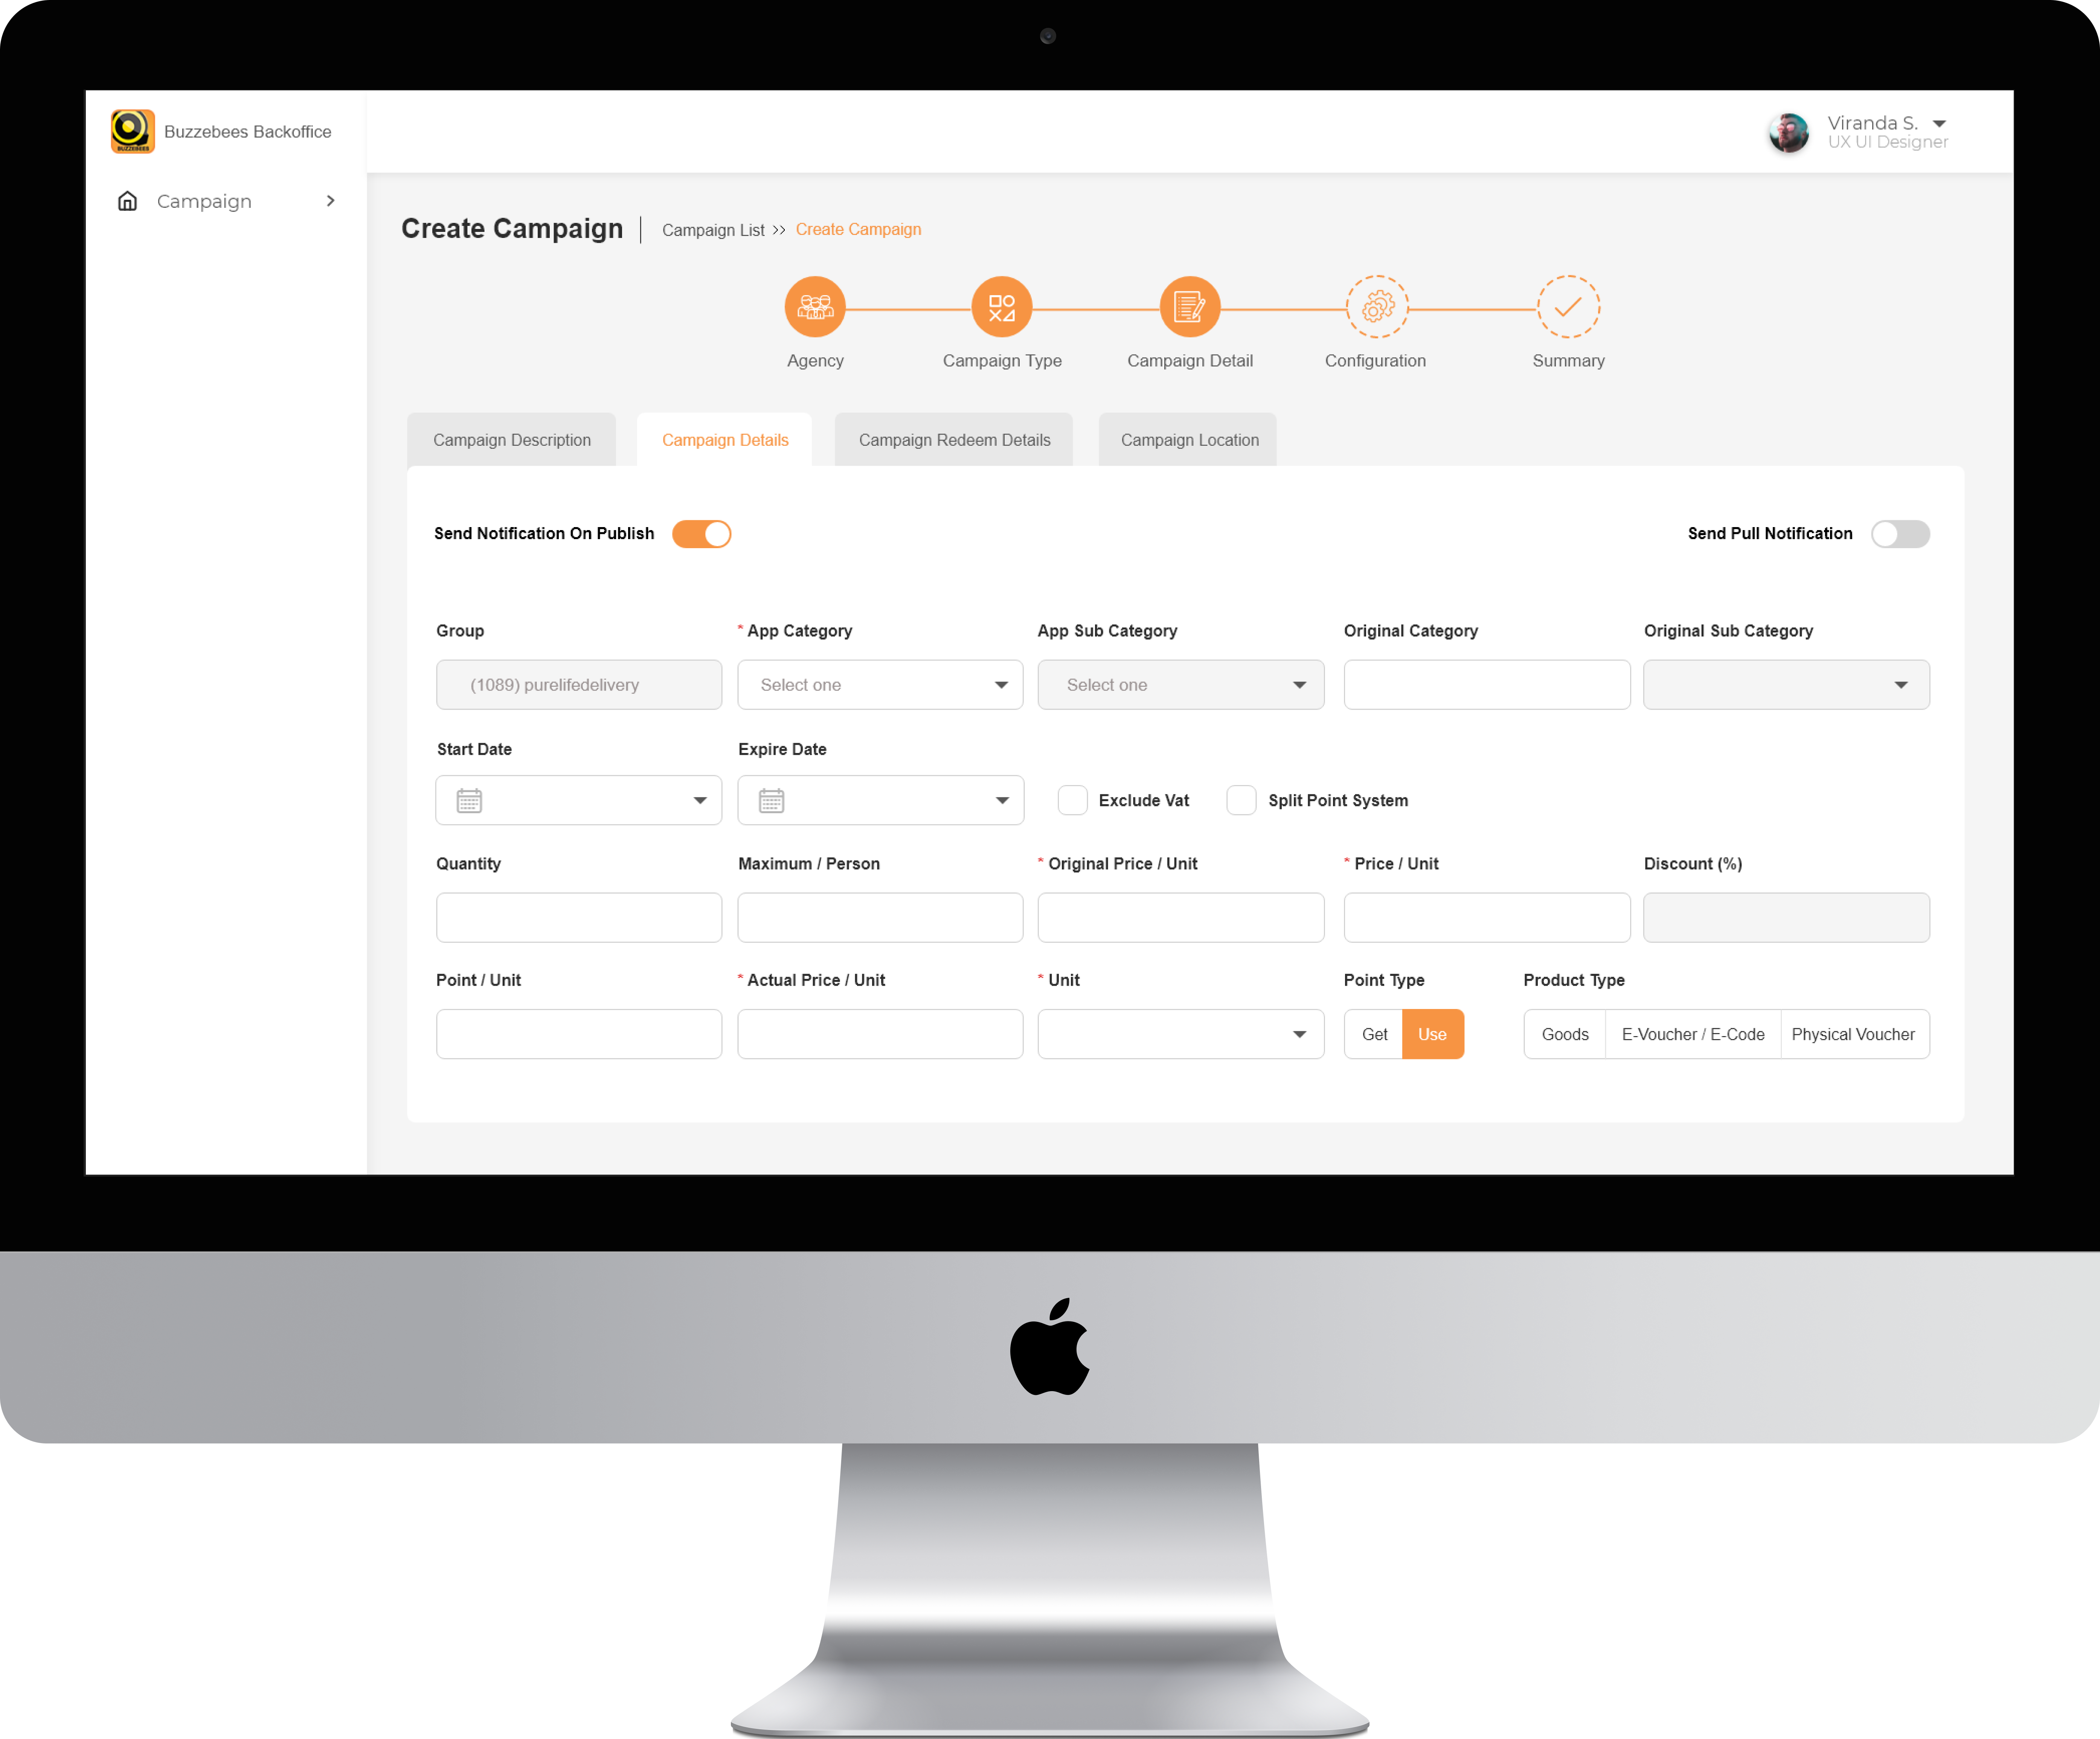 BUZZEBEES
Buzzebees Backoffice
Viranda S.
UX UI Designer
Campaign
Create Campaign
Campaign List >> Create Campaign
Agency
Campaign Type
Campaign Detail
Configuration
Summary
Campaign Description
Campaign Details
Campaign Redeem Details
Campaign Location
Send Notification On Publish
Send Pull Notification
Group
* App Category
App Sub Category
Original Category
Original Sub Category
(1089) purelifedelivery
Select one
Select one
Start Date
Expire Date
Exclude Vat
Split Point System
Quantity
Maximum / Person
* Original Price / Unit
* Price / Unit
Discount (%)
Point / Unit
* Actual Price / Unit
* Unit
Point Type
Product Type
Get
Use
Goods
E-Voucher / E-Code
Physical Voucher